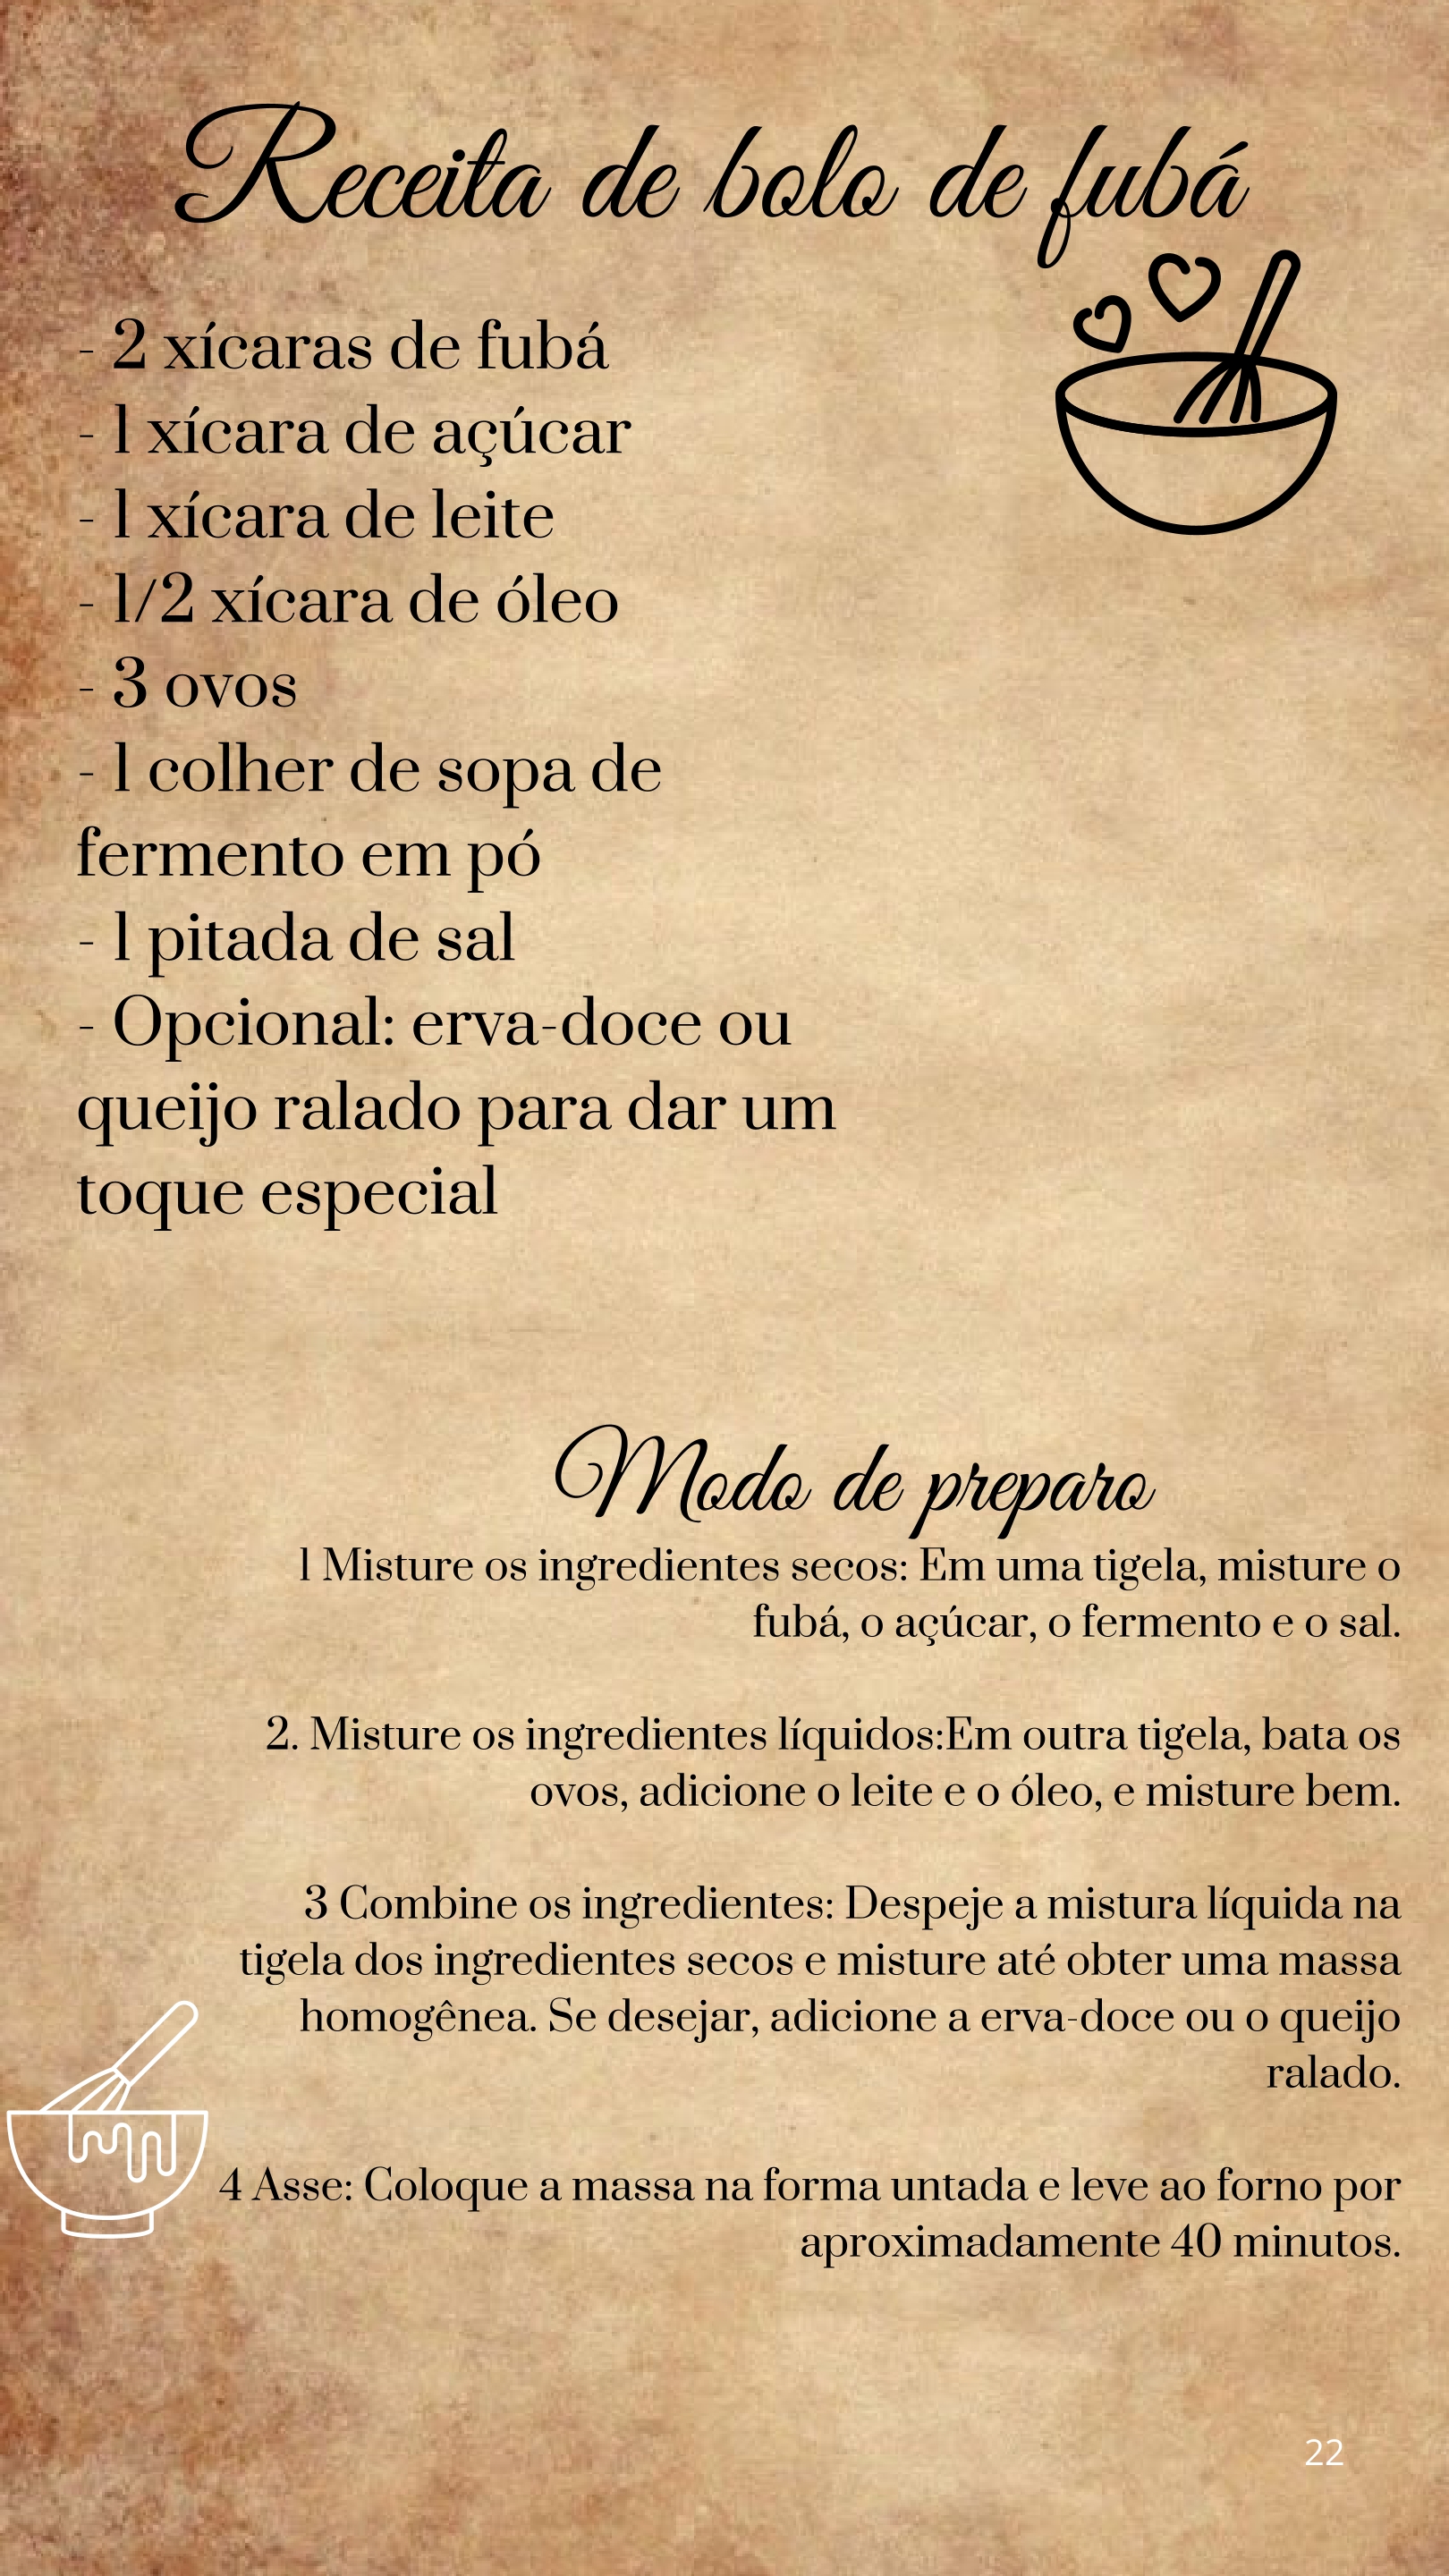 Receita de bolo de fubá
- 2 xícaras de fubá
- 1 xícara de açúcar
- 1 xícara de leite
- 1/2 xícara de óleo
- 3 ovos
- 1 colher de sopa de
fermento em pó
- 1 pitada de sal
- Opcional: erva-doce ou
queijo ralado para dar um
toque especial
Modo de preparo
1 Misture os ingredientes secos: Em uma tigela, misture o
fubá, o açúcar, o fermento e o sal.
2. Misture os ingredientes líquidos:Em outra tigela, bata os
ovos, adicione o leite e o óleo, e misture bem.
3 Combine os ingredientes: Despeje a mistura líquida na
tigela dos ingredientes secos e misture até obter uma massa
homogênea. Se desejar, adicione a erva-doce ou o queijo
ralado.
4 Asse: Coloque a massa na forma untada e leve ao forno por
aproximadamente 40 minutos.
22